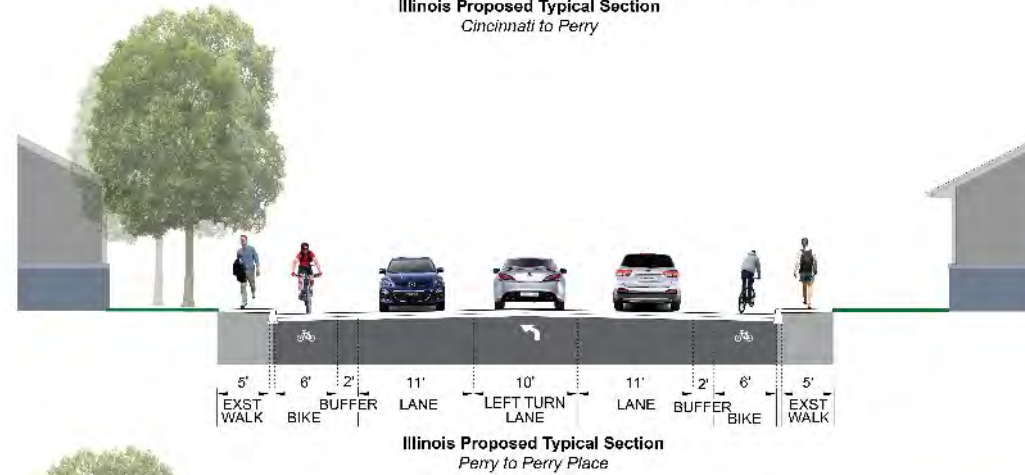 Illinois Proposed Typical Section
Cincinnati to Perry
5' 6' 2' 11' 10' 11' 2' 6' 5'
EXST WALK BIKE BUFFER LANE LEFT TURN LANE LANE BUFFER BIKE EXST WALK
Illinois Proposed Typical Section
Perry to Perry Place